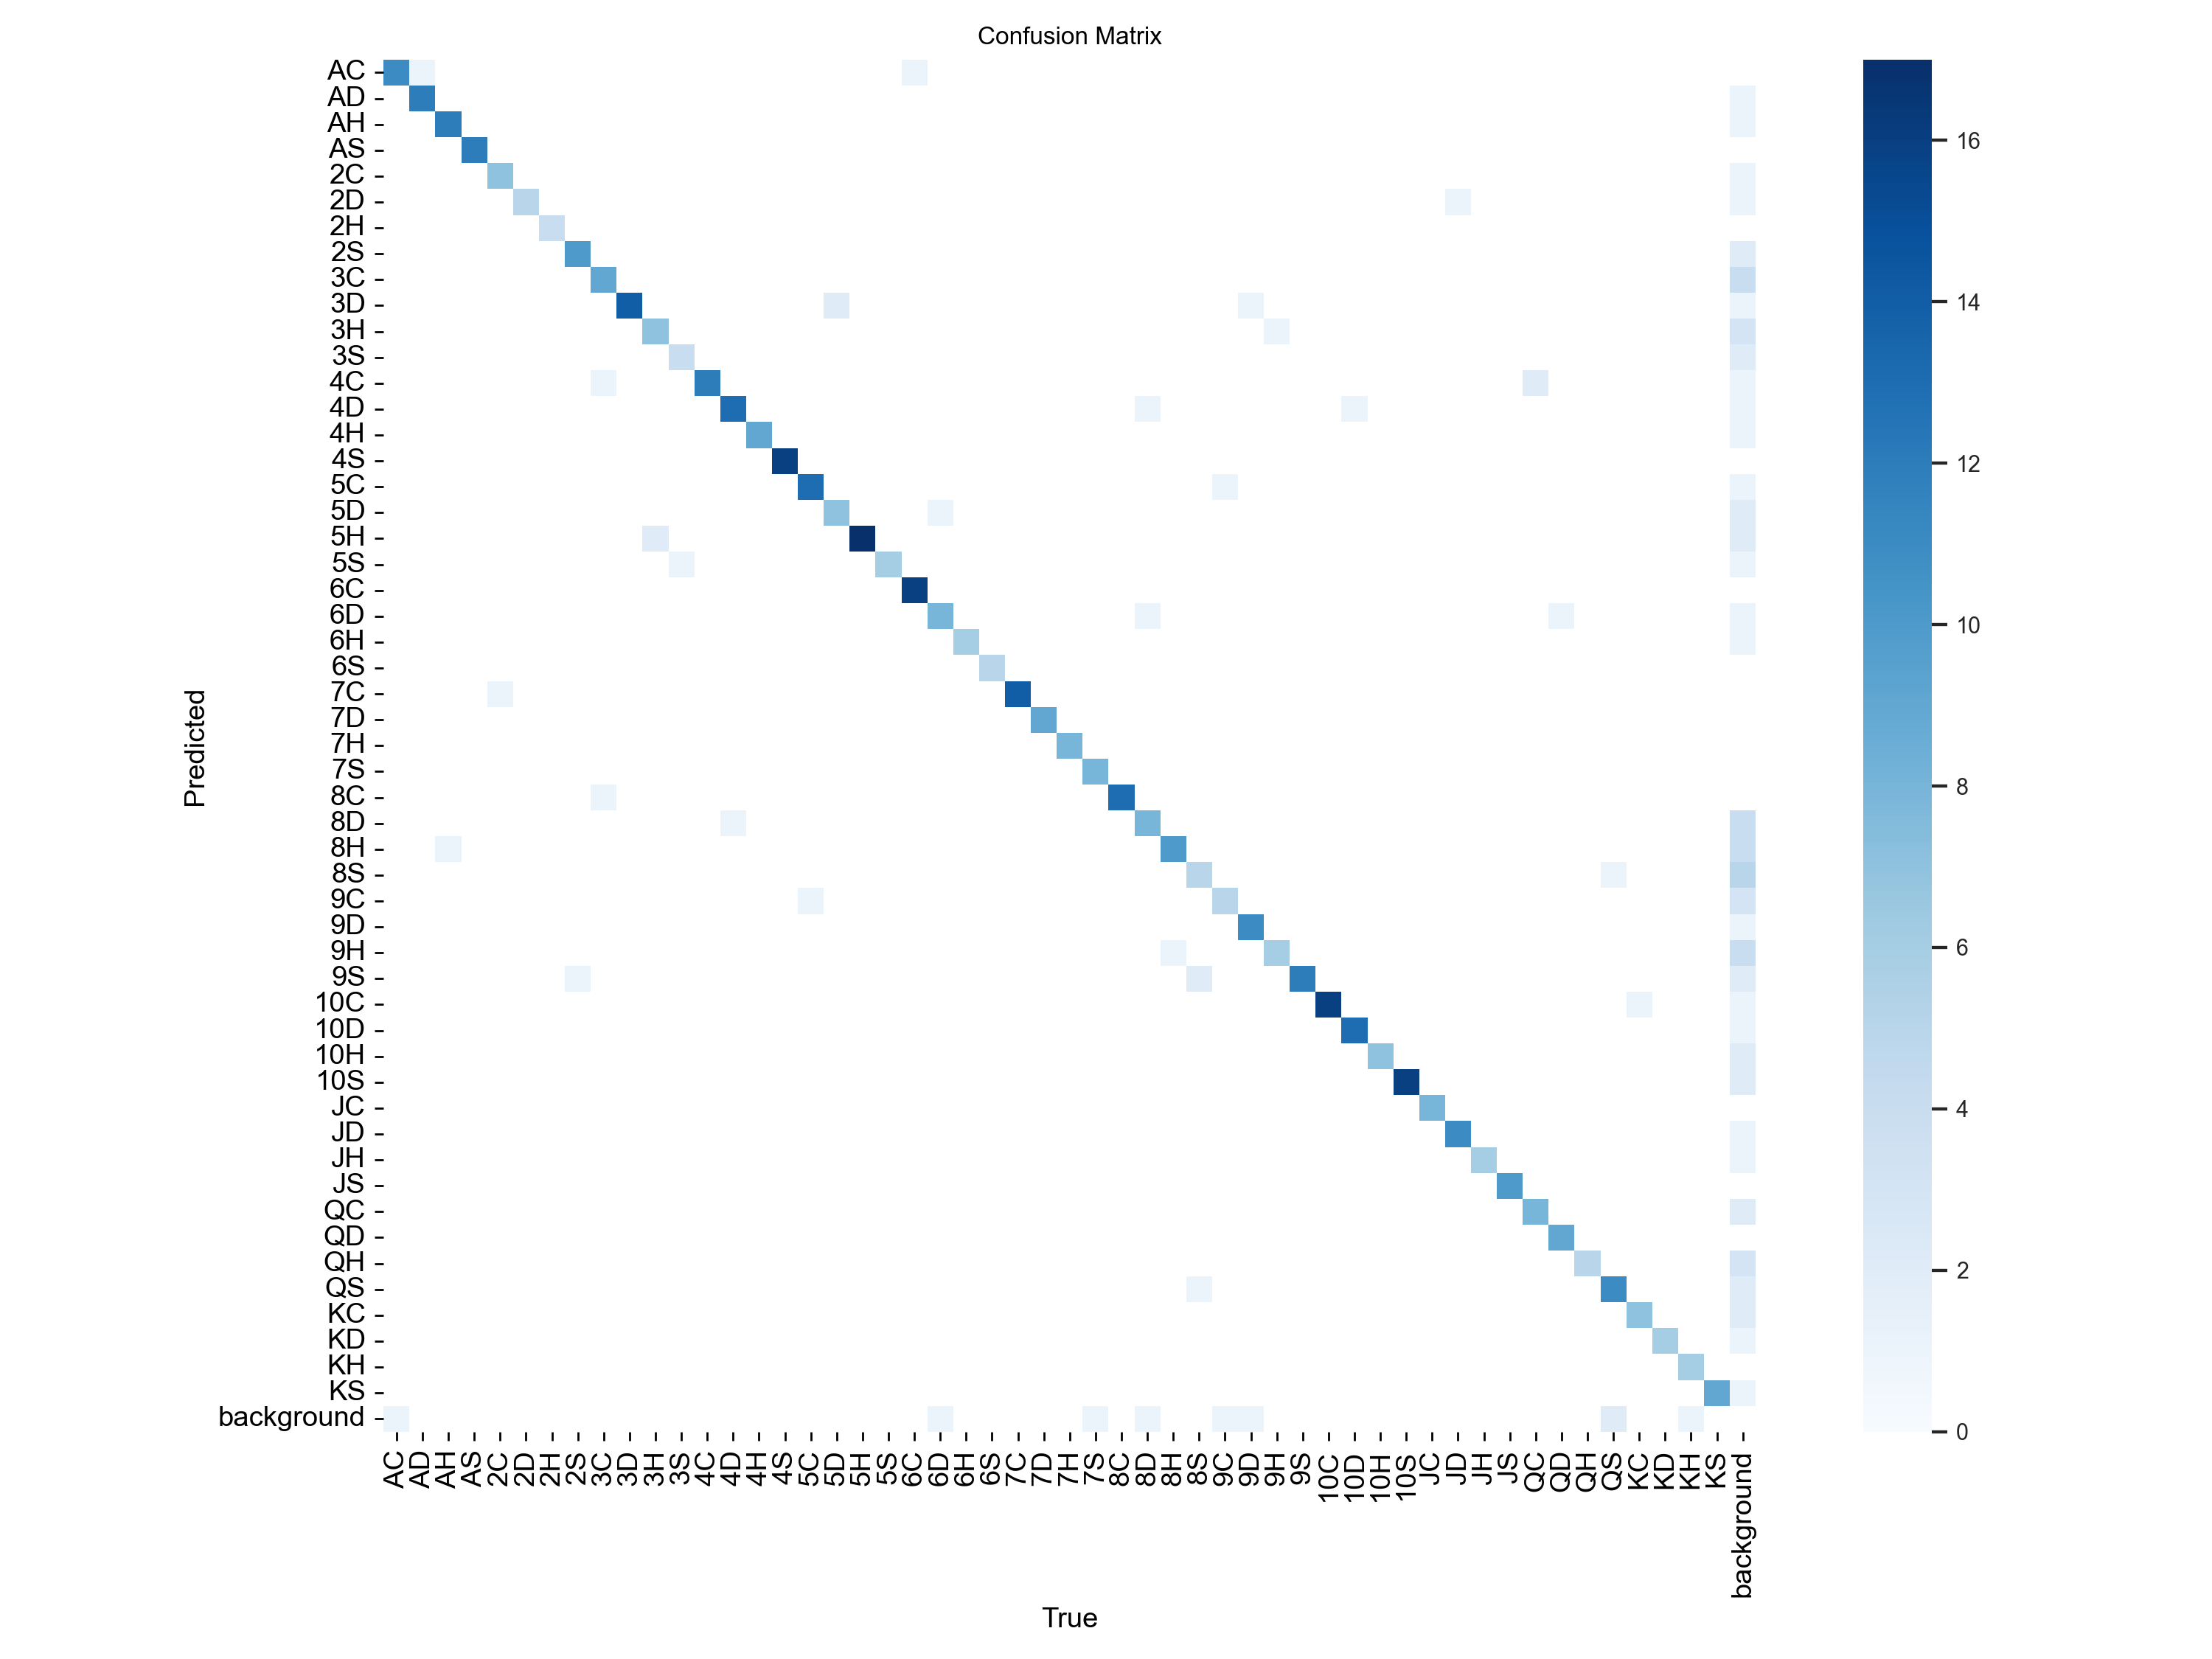 Confusion Matrix
AC
AD
AH
AS
2C
2D
2H
2S
3C
3D
3H
3S
4C
4D
4H
4S
5C
5D
5H
5S
6C
6D
6H
6S
7C
7D
7H
7S
8C
8D
8H
8S
9C
9D
9H
9S
10C
10D
10H
10S
JC
JD
JH
JS
QC
QD
QH
QS
KC
KD
KH
KS
background
Predicted
AC
AD
AH
AS
2C
2D
2H
2S
3C
3D
3H
3S
4C
4D
4H
4S
5C
5D
5H
5S
6C
6D
6H
6S
7C
7D
7H
7S
8C
8D
8H
8S
9C
9D
9H
9S
10C
10D
10H
10S
JC
JD
JH
JS
QC
QD
QH
QS
KC
KD
KH
KS
background
True
16
14
12
10
8
6
4
2
0